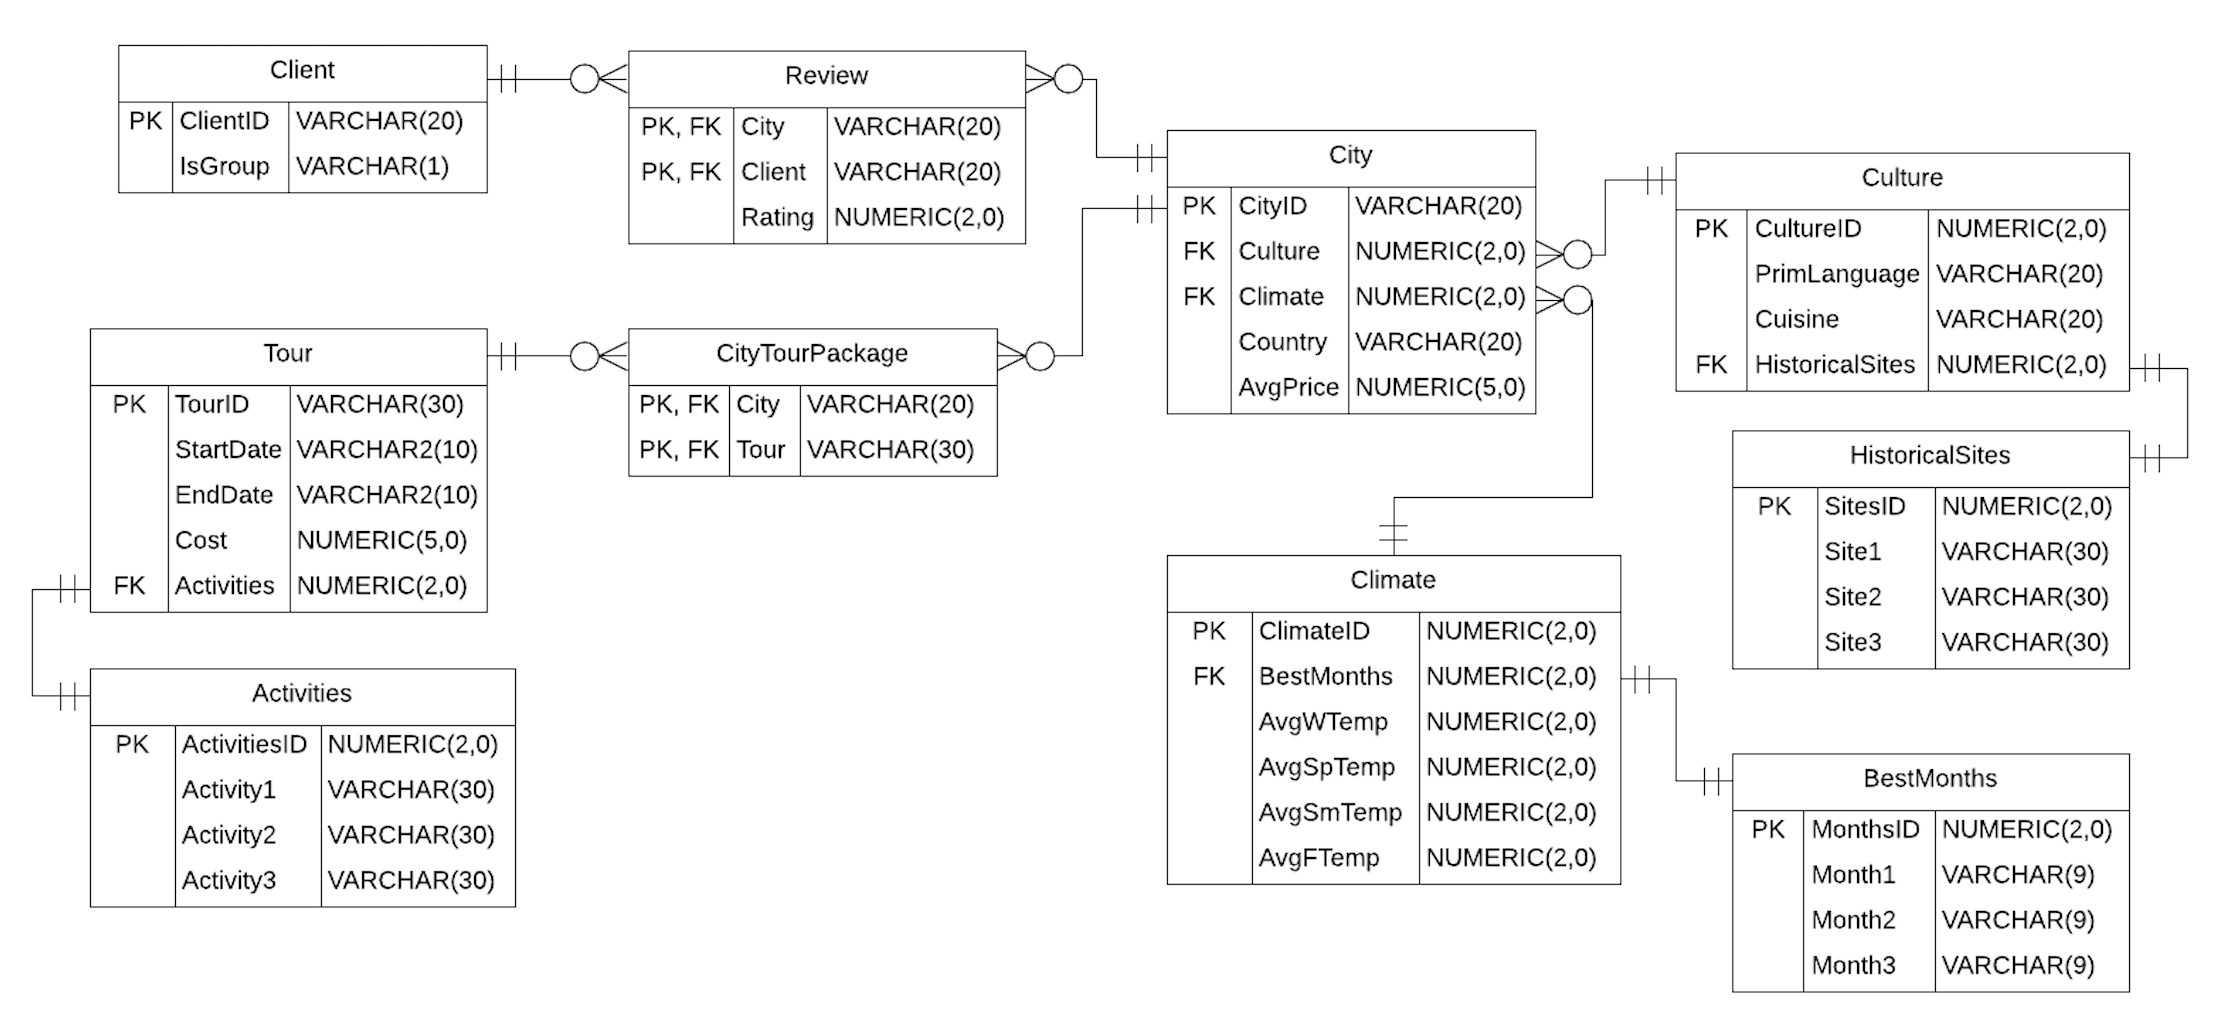 Client
PK ClientID VARCHAR(20)
IsGroup VARCHAR(1)
Review
PK, FK City VARCHAR(20)
PK, FK Client VARCHAR(20)
Rating NUMERIC(2,0)
City
PK CityID VARCHAR(20)
FK Culture NUMERIC(2,0)
FK Climate NUMERIC(2,0)
Country VARCHAR(20)
AvgPrice NUMERIC(5,0)
Culture
PK CultureID NUMERIC(2,0)
PrimLanguage VARCHAR(20)
Cuisine VARCHAR(20)
FK HistoricalSites NUMERIC(2,0)
Tour
PK TourID VARCHAR(30)
StartDate VARCHAR2(10)
EndDate VARCHAR2(10)
Cost NUMERIC(5,0)
FK Activities NUMERIC(2,0)
CityTourPackage
PK, FK City VARCHAR(20)
PK, FK Tour VARCHAR(30)
HistoricalSites
PK SitesID NUMERIC(2,0)
Site1 VARCHAR(30)
Site2 VARCHAR(30)
Site3 VARCHAR(30)
Climate
PK ClimateID NUMERIC(2,0)
FK BestMonths NUMERIC(2,0)
AvgWTemp NUMERIC(2,0)
AvgSpTemp NUMERIC(2,0)
AvgSmTemp NUMERIC(2,0)
AvgFTemp NUMERIC(2,0)
Activities
PK ActivitiesID NUMERIC(2,0)
Activity1 VARCHAR(30)
Activity2 VARCHAR(30)
Activity3 VARCHAR(30)
BestMonths
PK MonthsID NUMERIC(2,0)
Month1 VARCHAR(9)
Month2 VARCHAR(9)
Month3 VARCHAR(9)